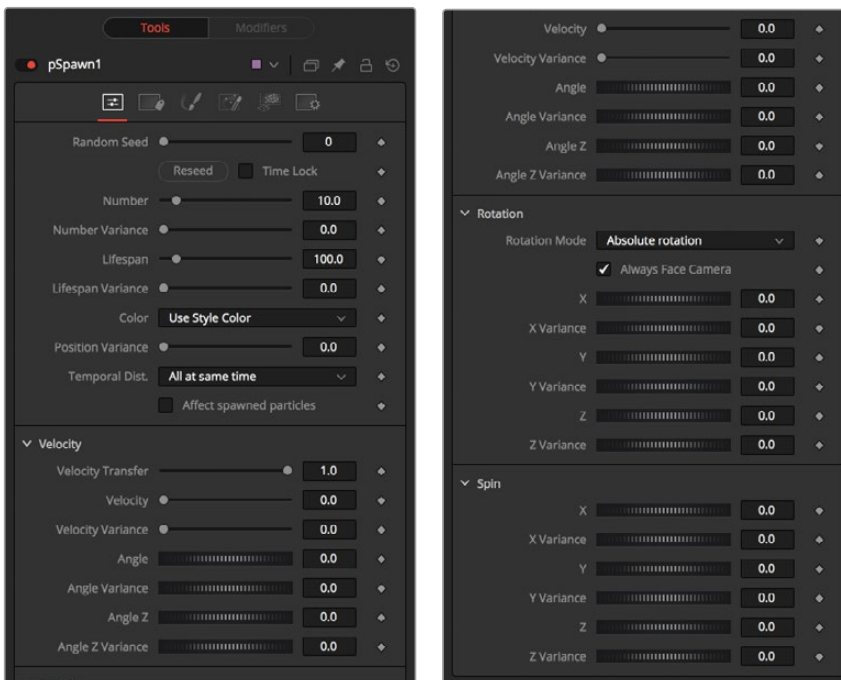 Tools Modifiers
pSpawn1
Random Seed 0
Reseed Time Lock
Number 10.0
Number Variance 0.0
Lifespan 100.0
Lifespan Variance 0.0
Color Use Style Color
Position Variance 0.0
Temporal Dist. All at same time
Affect spawned particles
Velocity
Velocity Transfer 1.0
Velocity 0.0
Velocity Variance 0.0
Angle 0.0
Angle Variance 0.0
Angle Z 0.0
Angle Z Variance 0.0
Velocity 0.0
Velocity Variance 0.0
Angle 0.0
Angle Variance 0.0
Angle Z 0.0
Angle Z Variance 0.0
Rotation
Rotation Mode Absolute rotation
Always Face Camera
X 0.0
X Variance 0.0
Y 0.0
Y Variance 0.0
Z 0.0
Z Variance 0.0
Spin
X 0.0
X Variance 0.0
Y 0.0
Y Variance 0.0
Z 0.0
Z Variance 0.0